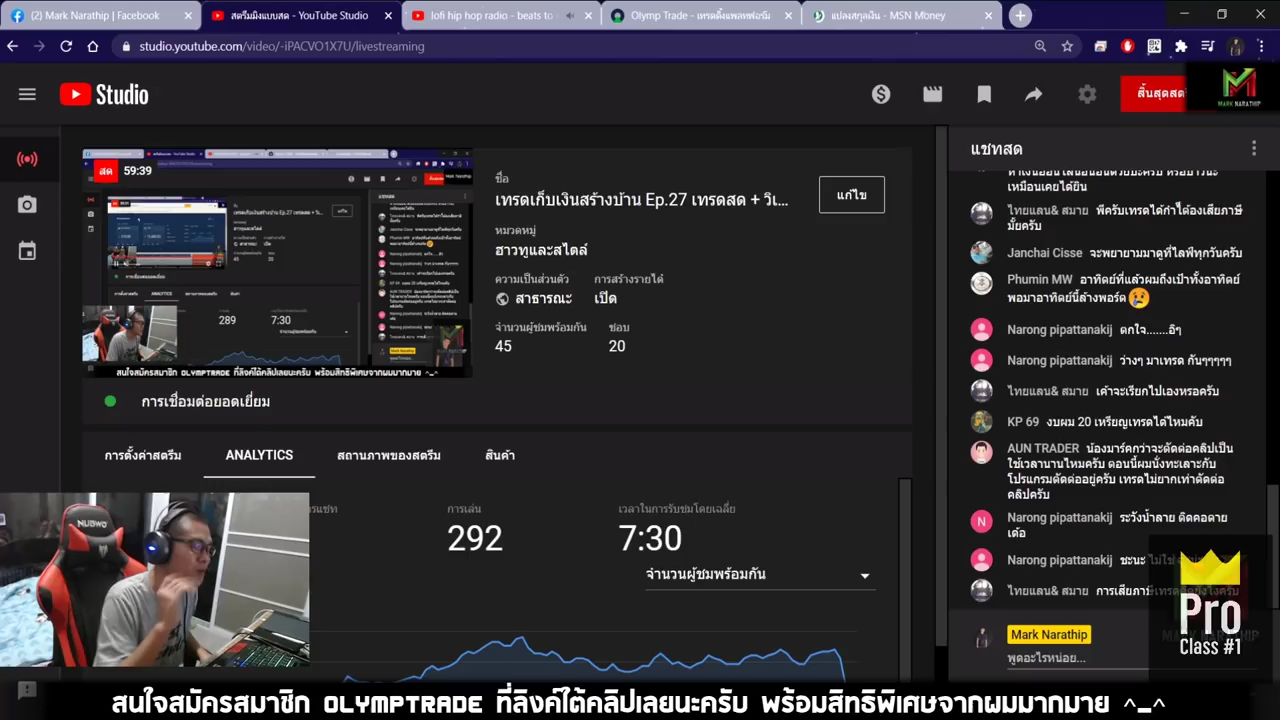 (2) Mark Narathip | Facebook
สตรีมมิงแบบสด - YouTube Studio
lofi hip hop radio - beats to
Olymp Trade - เทรดดิ้งแพลทฟอร์ม
แปลงสกุลเงิน - MSN Money
studio.youtube.com/video/-iPACVO1X7U/livestreaming
Studio
สิ้นสุดสต
MARK NARATHIP
สด
59:39
ชื่อ
เทรดเก็บเงินสร้างบ้าน Ep.27 เทรดสด + วิเ...
แก้ไข
หมวดหมู่
ฮาวทูและสไตล์
ความเป็นส่วนตัว
การสร้างรายได้
สาธารณะ
เปิด
จำนวนผู้ชมพร้อมกัน
ชอบ
45
20
การเชื่อมต่อยอดเยี่ยม
การตั้งค่าสตรีม
ANALYTICS
สถานภาพของสตรีม
สินค้า
การเล่น
292
เวลาในการรับชมโดยเฉลี่ย
7:30
จำนวนผู้ชมพร้อมกัน
แชทสด
เหมือนเคยได้ยิน
ไทยแลน& สมาย พี่ครับเทรดได้กำไต้องเสียภาษี
มั้ยครับ
Janchai Cisse จะพยายามมาดูที่ไลฟ์ทุกวันครับ
Phumin MW อาทิตย์ที่แล้วผมถึงเป้าทั้งอาทิตย์
พอมาอาทิตย์นี้ล้างพอร์ต
Narong pipattanakij ตกใจ.......อิๆ
Narong pipattanakij ว่างๆ มาเทรด กันๆๆๆๆๆ
ไทยแลน& สมาย เค้าจะเรียกไปเองหรอครับ
KP 69 งบผม 20 เหรียญเทรดได้ไหมคับ
AUN TRADER น้องมาร์คกว่าจะตัดต่อคลิปเป็น
ใช้เวลานานไหมครับ ตอนนี้ผมนั่งทะเลาะกับ
โปรแกรมตัดต่ออยู่ครับ เทรดไม่ยากเท่าตัดต่อ
คลิปครับ
Narong pipattanakij ระวังน้ำลาย ติดคอตาย
เด้อ
Narong pipattanakij ชะนะ ไม่ใช่
ไทยแลน& สมาย การเสียภาษีเทรดคิดยังไงครับ
Mark Narathip
พูดอะไรหน่อย...
Pro
Class #1
NUBWO
สนใจสมัครสมาชิก OLYMPTRADE ที่ลิงค์ใต้คลิปเลยนะครับ พร้อมสิทธิพิเศษจากผมมากมาย ^_^